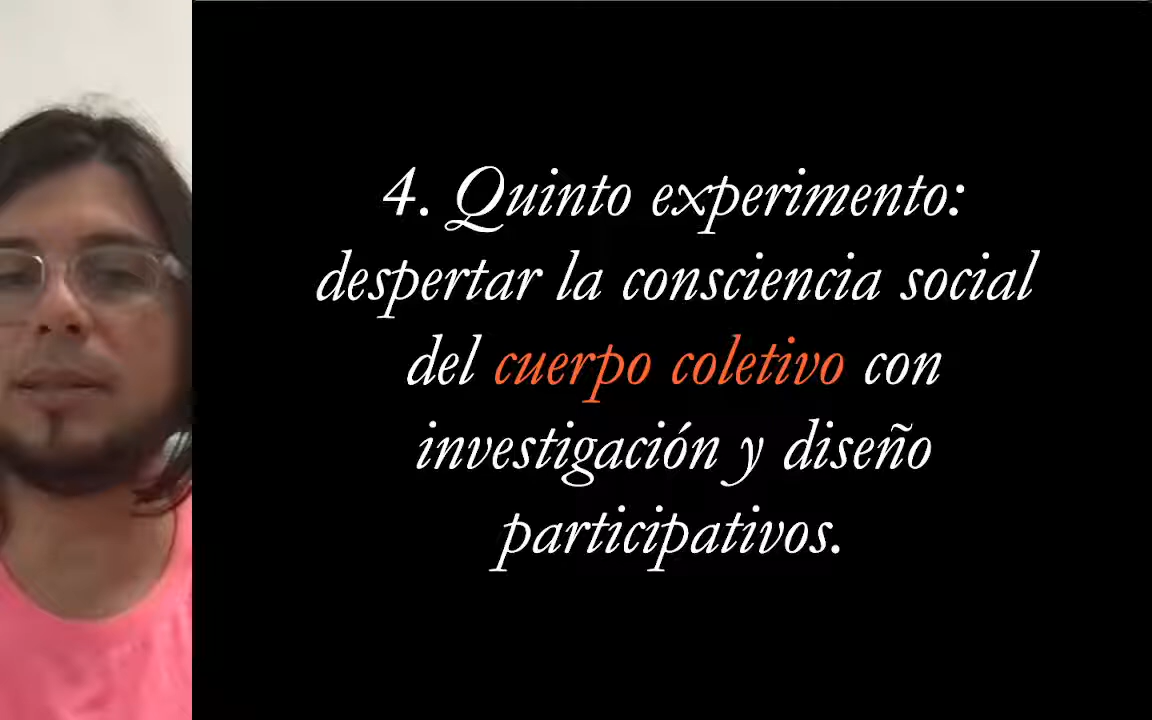 4. Quinto experimento:
despertar la consciencia social
del cuerpo coletivo con
investigación y diseño
participativos.